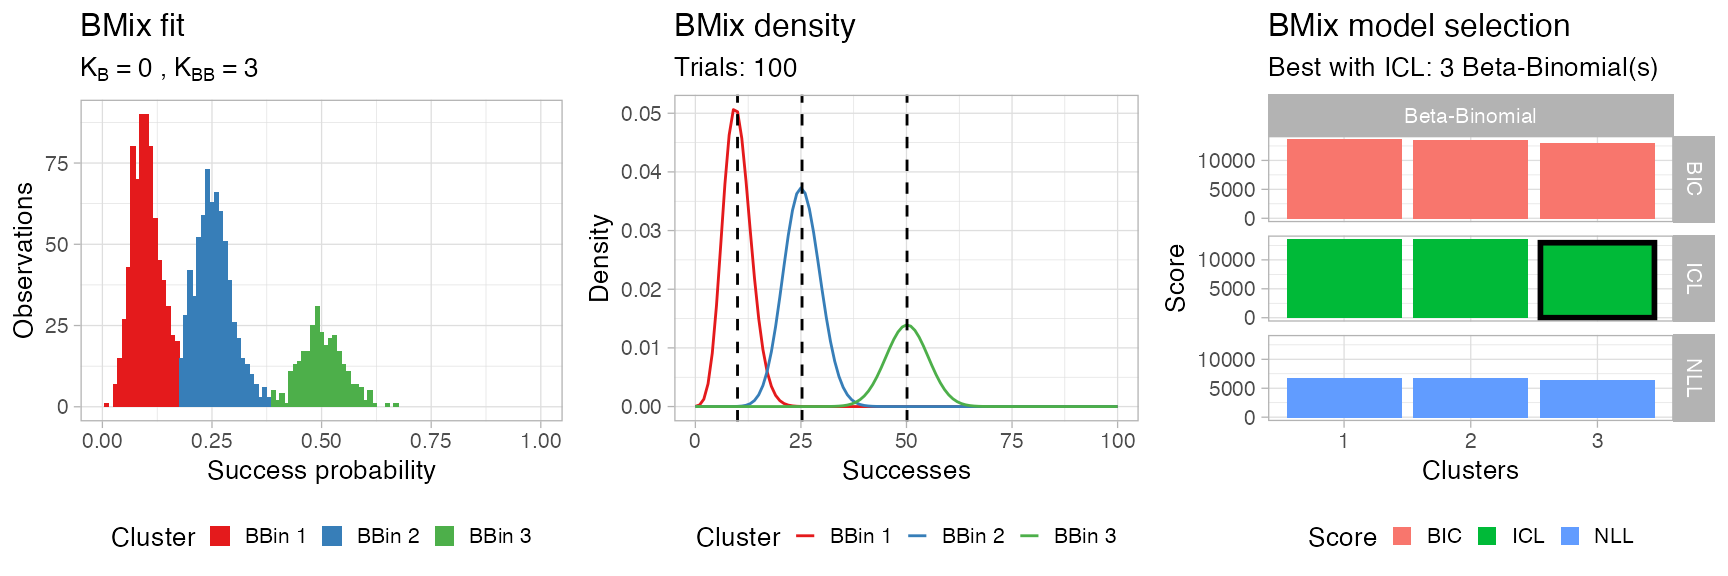 BMix fit
K_B = 0 , K_BB = 3
Observations
75
50
25
0
0.00 0.25 0.50 0.75 1.00
Success probability
Cluster BBin 1 BBin 2 BBin 3
BMix density
Trials: 100
Density
0.05
0.04
0.03
0.02
0.01
0.00
0 25 50 75 100
Successes
Cluster BBin 1 BBin 2 BBin 3
BMix model selection
Best with ICL: 3 Beta-Binomial(s)
Beta-Binomial
Score
10000
5000
0
BIC
10000
5000
0
ICL
10000
5000
0
NLL
1 2 3
Clusters
Score BIC ICL NLL